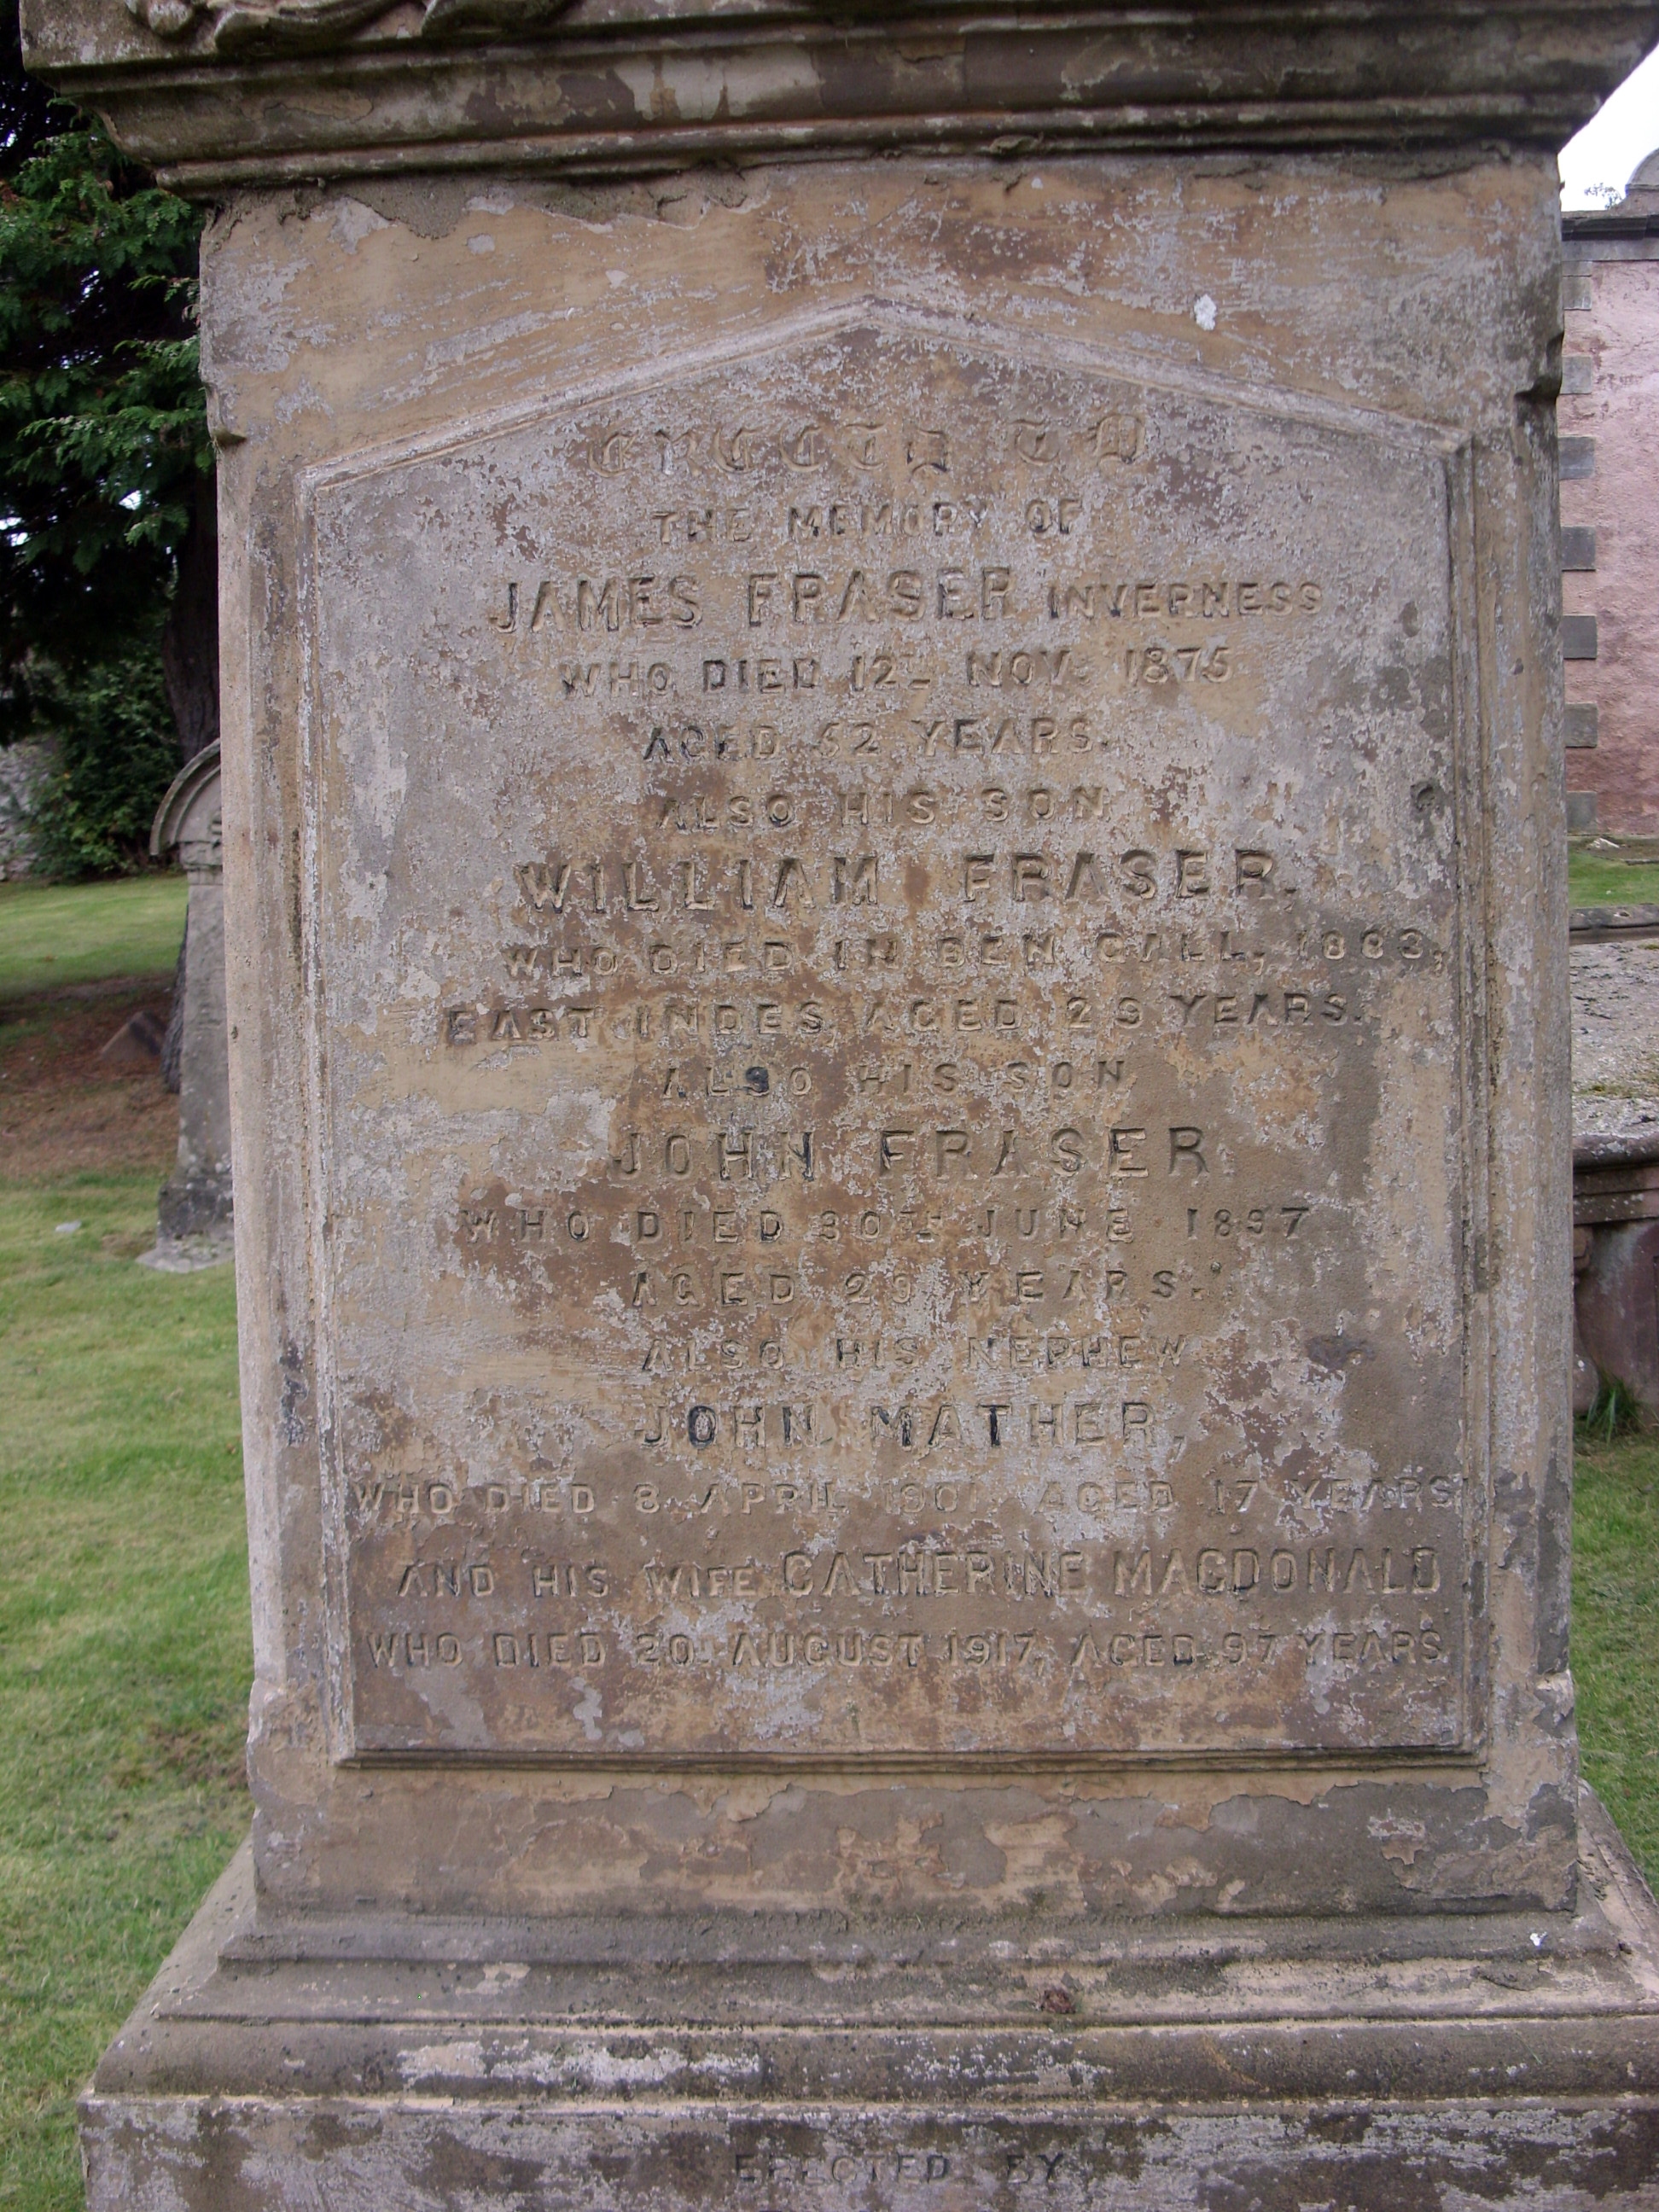 Erected to
THE MEMORY OF
JAMES FRASER INVERNESS
WHO DIED 12TH NOV. 1875
AGED 52 YEARS.
ALSO HIS SON
WILLIAM FRASER.
WHO DIED IN BEN GALL, 1883,
EAST INDES AGED 29 YEARS.
ALSO HIS SON
JOHN FRASER
WHO DIED 30TH JUNE 1897
AGED 29 YEARS.
ALSO HIS NEPHEW
JOHN MATHER,
WHO DIED 8 APRIL 1901 AGED 17 YEARS
AND HIS WIFE CATHERINE MACDONALD
WHO DIED 20 AUGUST 1917, AGED 97 YEARS
ERECTED BY